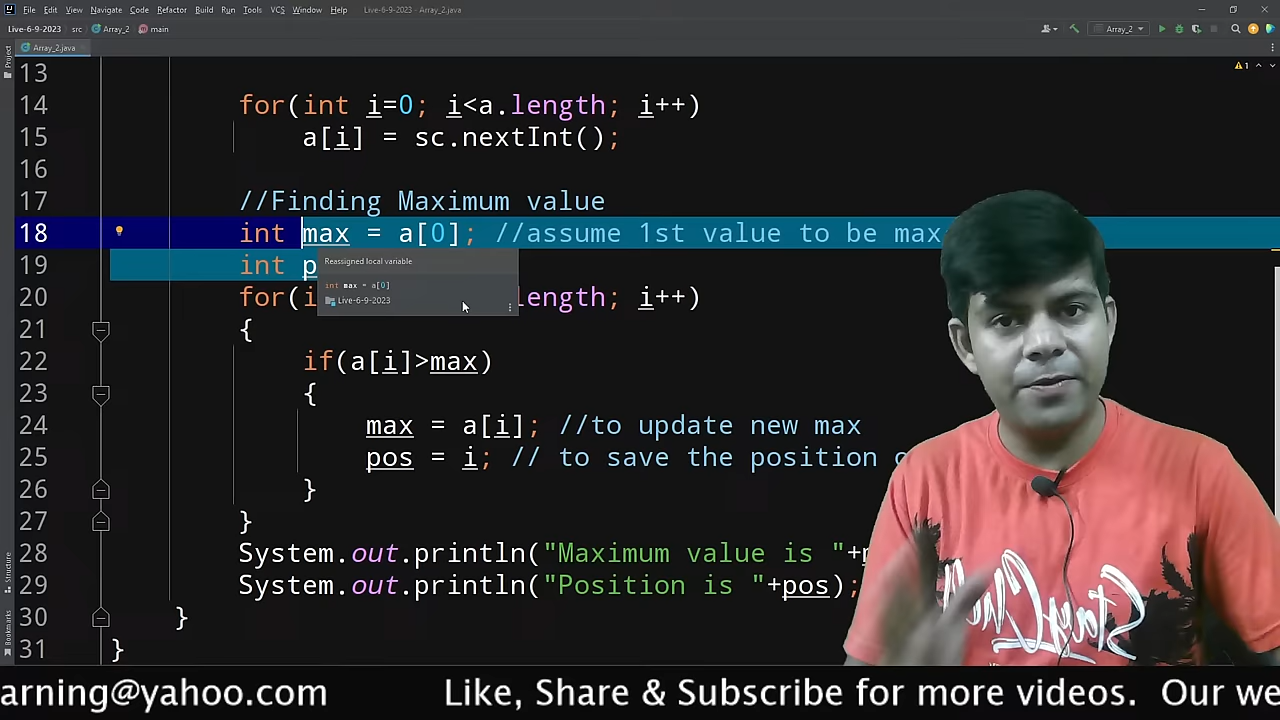 File Edit View Navigate Code Refactor Build Run Tools VCS Window Help Live-6-9-2023 - Array_2.java
Live-6-9-2023 src Array_2 main Array_2
Array_2.java
Project
1
13
14 for(int i=0; i<a.length; i++)
15 a[i] = sc.nextInt();
16
17 //Finding Maximum value
18 int max = a[0]; //assume 1st value to be max
19 int p
Reassigned local variable
int max = a[0]
Live-6-9-2023
20 for(i .length; i++)
21 {
22 if(a[i]>max)
23 {
24 max = a[i]; //to update new max
25 pos = i; // to save the position
26 }
27 }
28 System.out.println("Maximum value is "+
29 System.out.println("Position is "+pos);
30 }
31 }
Structure
Bookmarks
arning@yahoo.com Like, Share & Subscribe for more videos. Our we